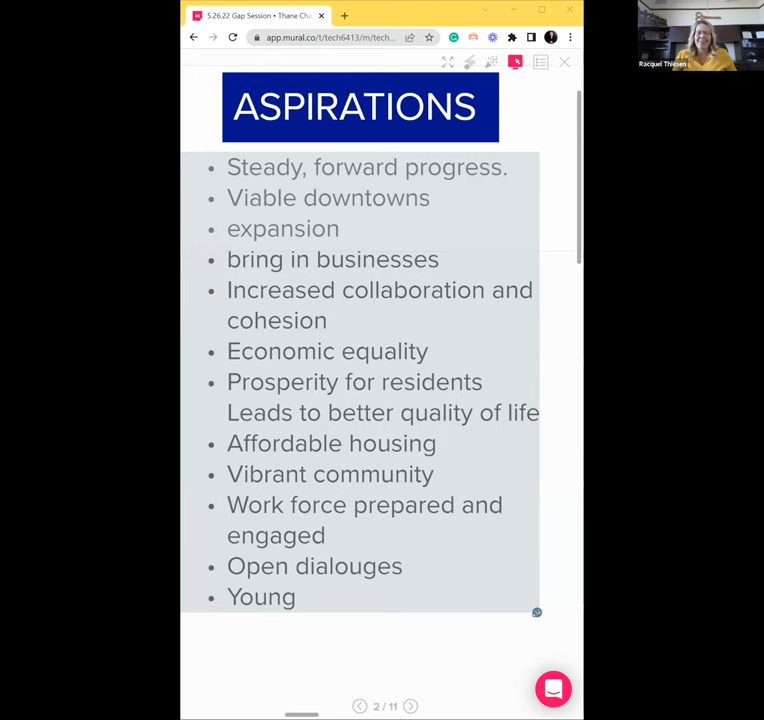 5.26.22 Gap Session • Thane Cha
app.mural.co/t/tech6413/m/tech...
Racquel Thiesen
ASPIRATIONS
• Steady, forward progress.
• Viable downtowns
• expansion
• bring in businesses
• Increased collaboration and
cohesion
• Economic equality
• Prosperity for residents
Leads to better quality of life
• Affordable housing
• Vibrant community
• Work force prepared and
engaged
• Open dialouges
• Young
2 / 11